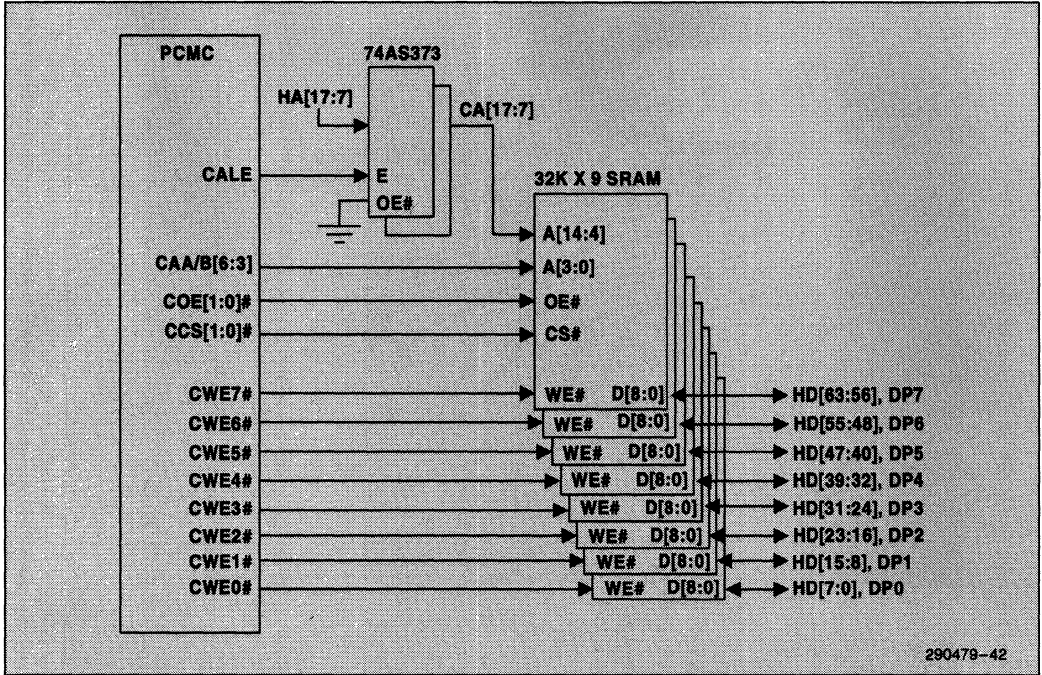 PCMC
74AS373
HA[17:7]
CA[17:7]
CALE
E
OE#
32K X 9 SRAM
A[14:4]
CAA/B[6:3]
A[3:0]
COE[1:0]#
OE#
CCS[1:0]#
CS#
CWE7#
WE# D[8:0]
HD[63:56], DP7
CWE6#
WE# D[8:0]
HD[55:48], DP6
CWE5#
WE# D[8:0]
HD[47:40], DP5
CWE4#
WE# D[8:0]
HD[39:32], DP4
CWE3#
WE# D[8:0]
HD[31:24], DP3
CWE2#
WE# D[8:0]
HD[23:16], DP2
CWE1#
WE# D[8:0]
HD[15:8], DP1
CWE0#
WE# D[8:0]
HD[7:0], DP0
290479-42